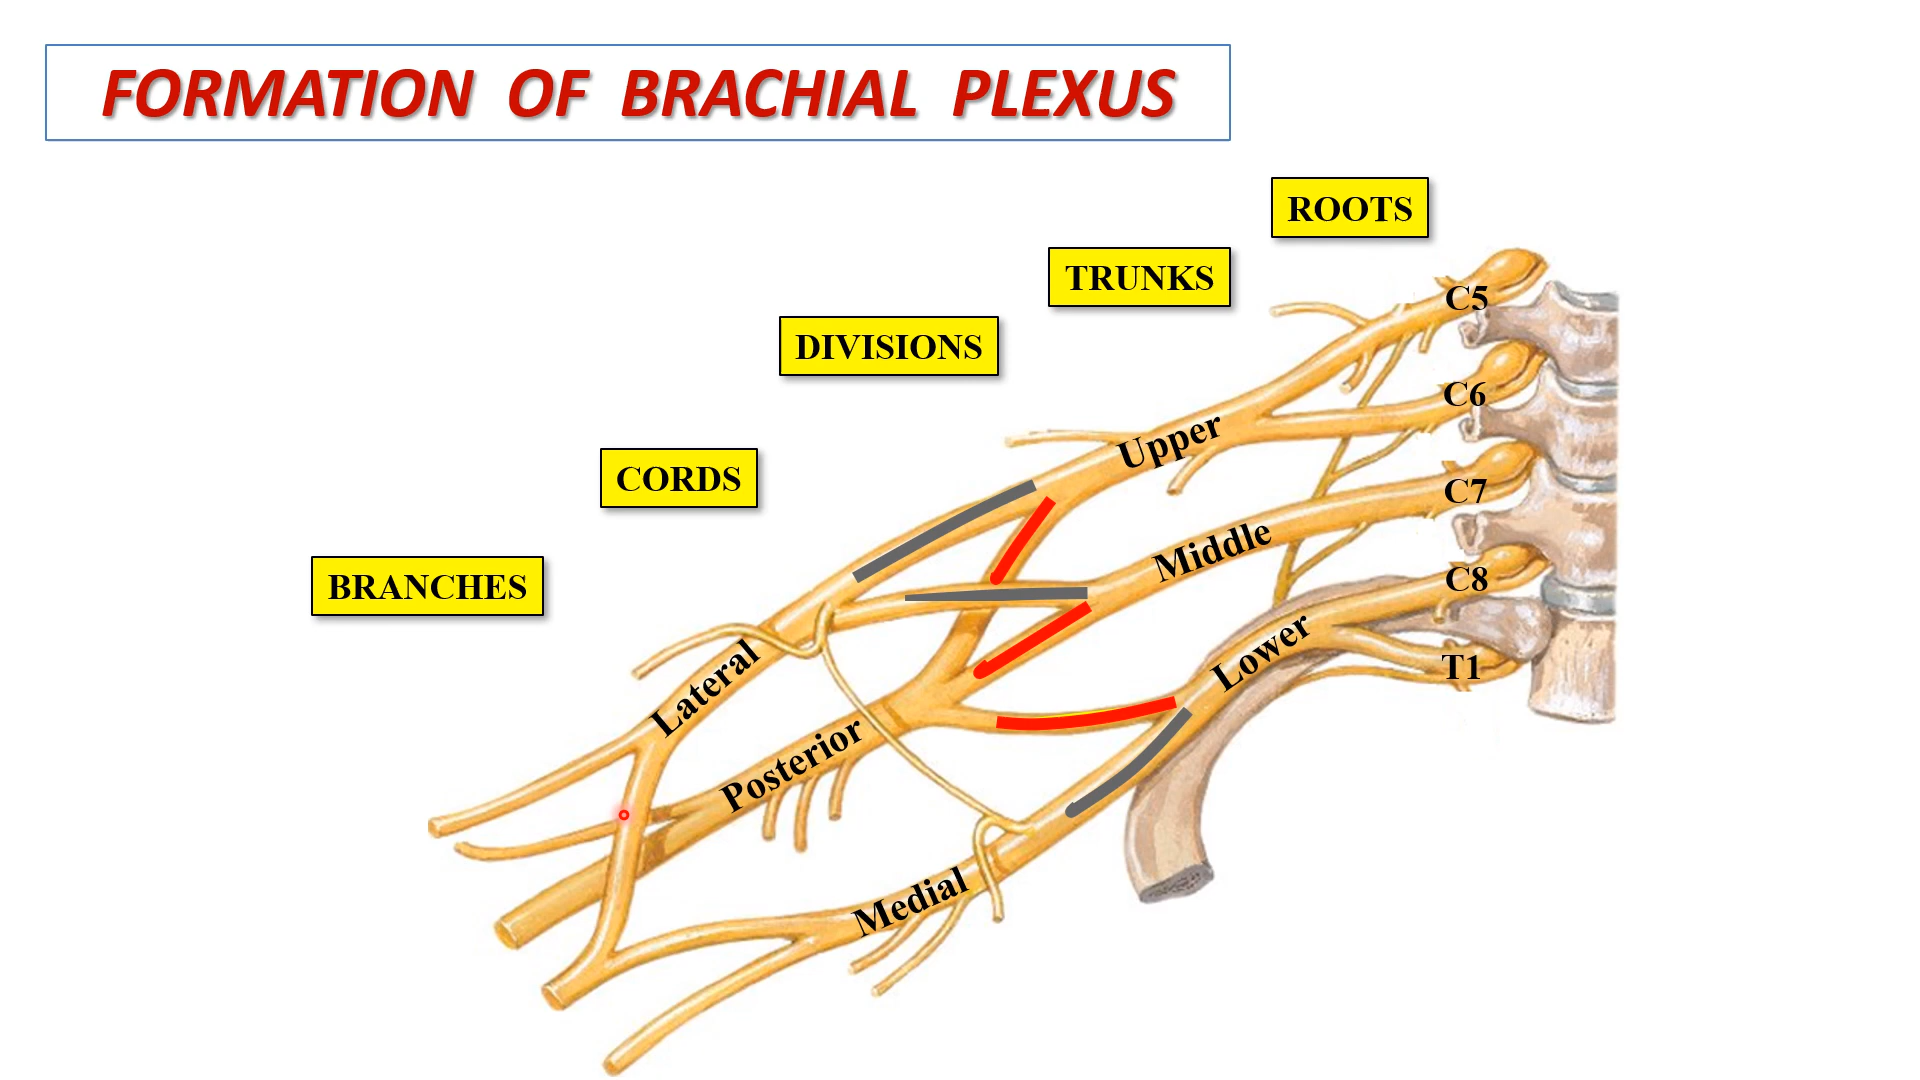 FORMATION OF BRACHIAL PLEXUS
ROOTS
TRUNKS
DIVISIONS
CORDS
BRANCHES
C5
C6
C7
C8
T1
Upper
Middle
Lower
Lateral
Posterior
Medial